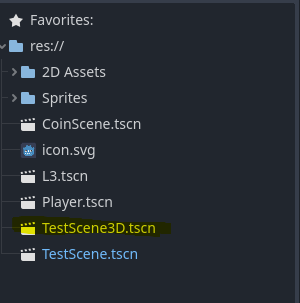 Favorites:
res://
2D Assets
Sprites
CoinScene.tscn
icon.svg
L3.tscn
Player.tscn
TestScene3D.tscn
TestScene.tscn